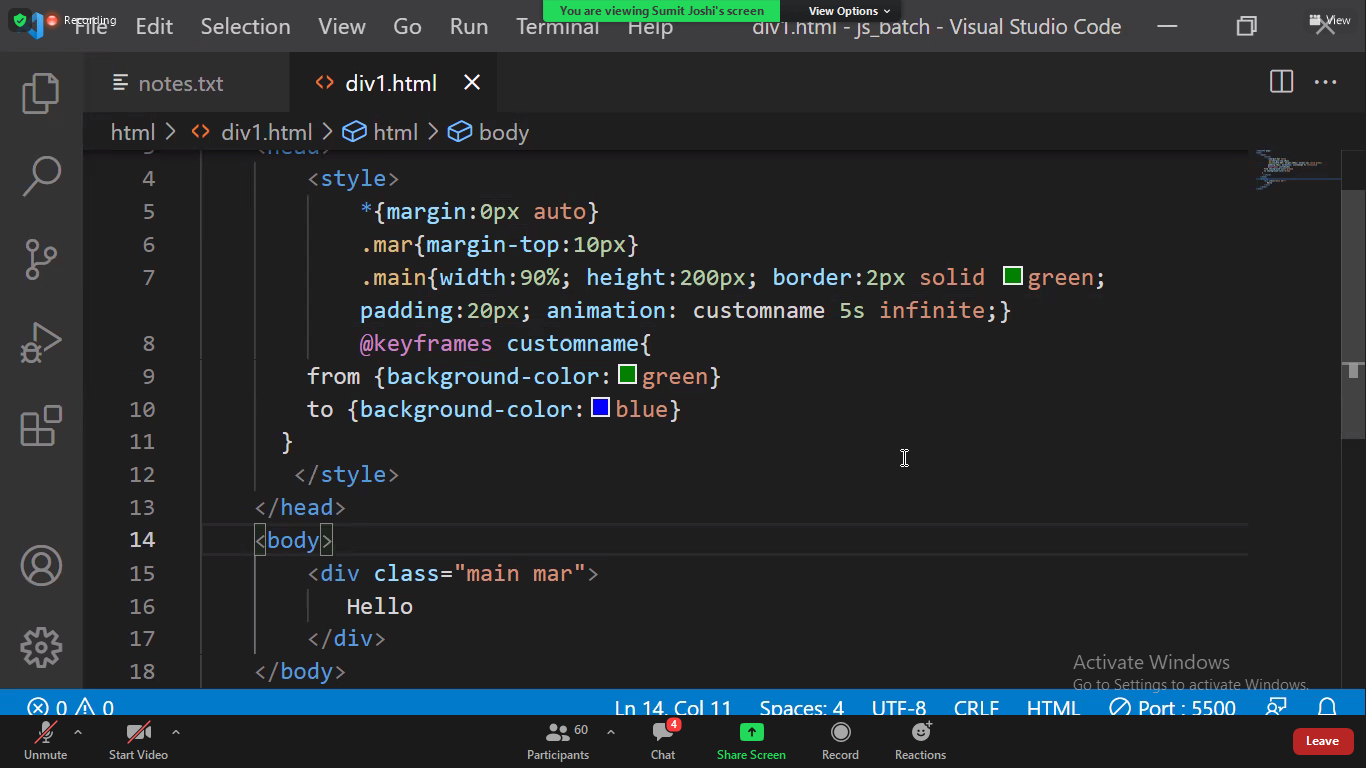 Recording
You are viewing Sumit Joshi's screen
View Options
View
File Edit Selection View Go Run Terminal Help div1.html - js_batch - Visual Studio Code
notes.txt
div1.html
html > div1.html > html > body
3 <head>
4 <style>
5 *{margin:0px auto}
6 .mar{margin-top:10px}
7 .main{width:90%; height:200px; border:2px solid green;
padding:20px; animation: customname 5s infinite;}
8 @keyframes customname{
9 from {background-color:green}
10 to {background-color:blue}
11 }
12 </style>
13 </head>
14 <body>
15 <div class="main mar">
16 Hello
17 </div>
18 </body>
Activate Windows
Go to Settings to activate Windows.
0 0 Ln 14, Col 11 Spaces: 4 UTF-8 CRLF HTML Port : 5500
Unmute Start Video Participants 60 Chat 4 Share Screen Record Reactions Leave